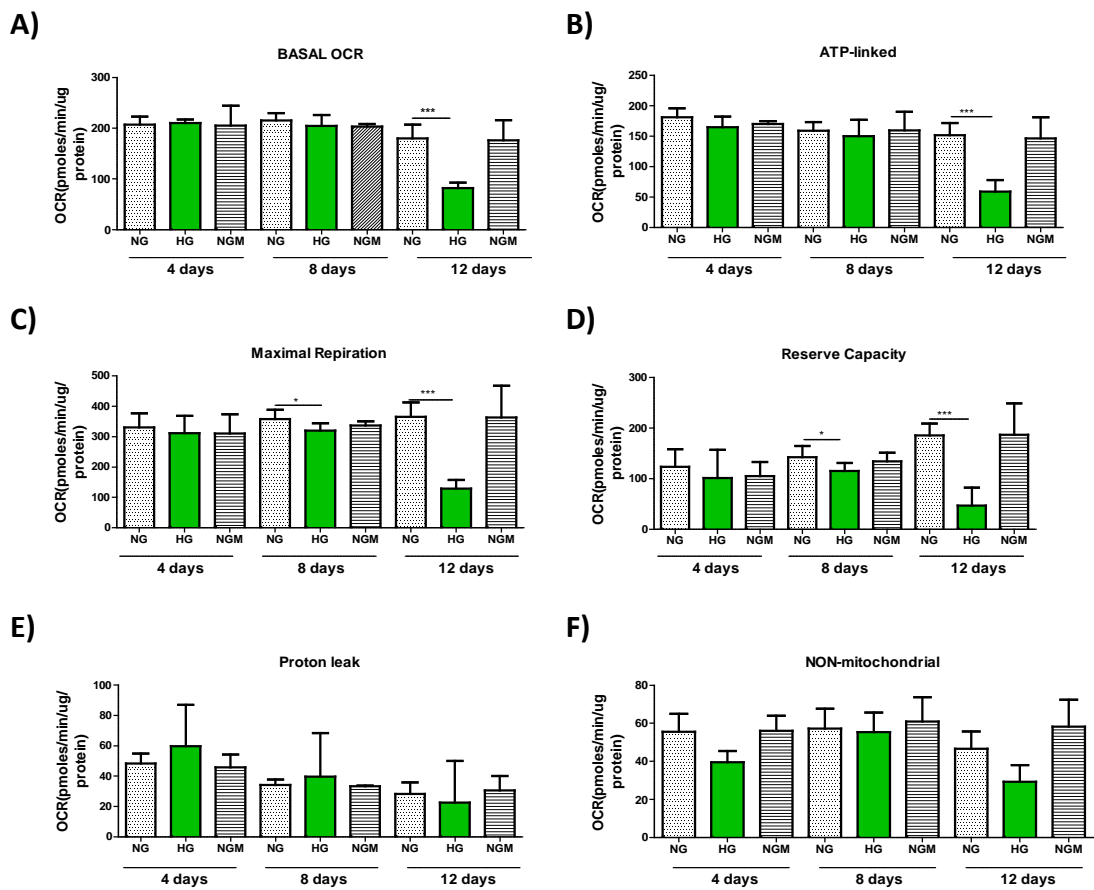 A)
BASAL OCR
OCR(pmoles/min/ug protein)
300
200
100
0
***
NG HG NGM NG HG NGM NG HG NGM
4 days 8 days 12 days
B)
ATP-linked
OCR(pmoles/min/ug/
protein)
250
200
150
100
50
0
***
NG HG NGM NG HG NGM NG HG NGM
4 days 8 days 12 days
C)
Maximal Repiration
OCR(pmoles/min/ug/
protein)
500
400
300
200
100
0
*
***
NG HG NGM NG HG NGM NG HG NGM
4 days 8 days 12 days
D)
Reserve Capacity
OCR(pmoles/min/ug/
protein)
300
200
100
0
*
***
NG HG NGM NG HG NGM NG HG NGM
4 days 8 days 12 days
E)
Proton leak
OCR(pmoles/min/ug/
protein)
100
80
60
40
20
0
NG HG NGM NG HG NGM NG HG NGM
4 days 8 days 12 days
F)
NON-mitochondrial
OCR(pmoles/min/ug/
protein)
80
60
40
20
0
NG HG NGM NG HG NGM NG HG NGM
4 days 8 days 12 days